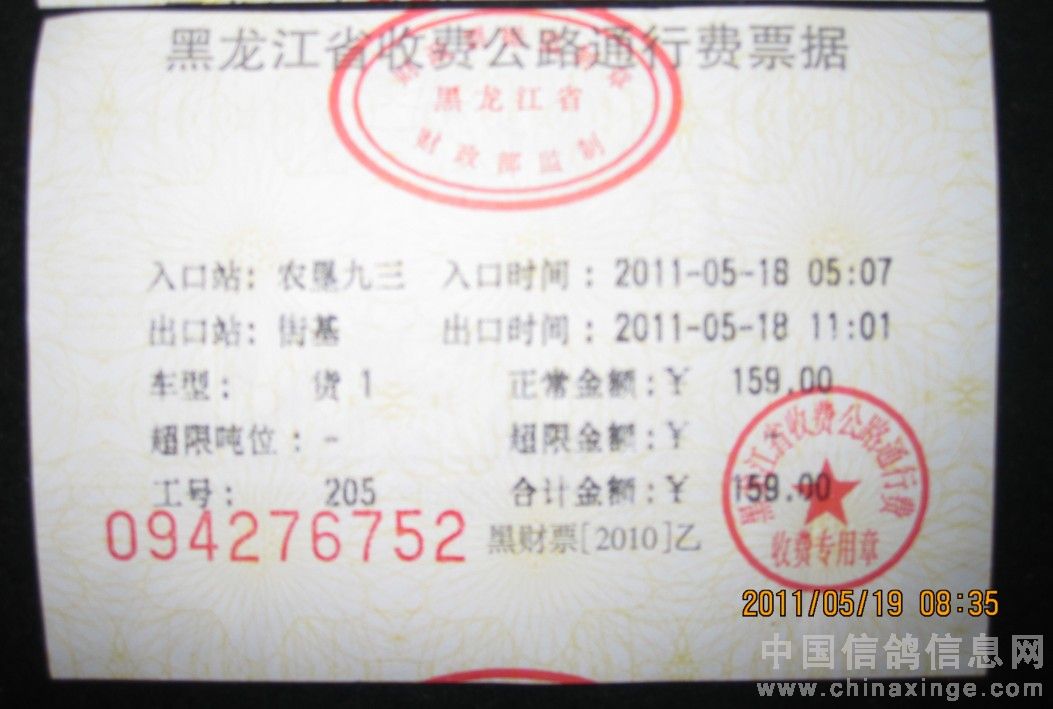 黑龙江省收费公路通行费票据
黑龙江省
财政部监制
入口站: 农垦九三 入口时间: 2011-05-18 05:07
出口站: 街基 出口时间: 2011-05-18 11:01
车型: 货1 正常金额:¥ 159.00
超限吨位: - 超限金额:¥
工号: 205 合计金额:¥ 159.00
094276752 黑财票[2010]乙
黑龙江省收费公路通行费
收费专用章
2011/05/19 08:35
中国信鸽信息网
www.chinaxinge.com